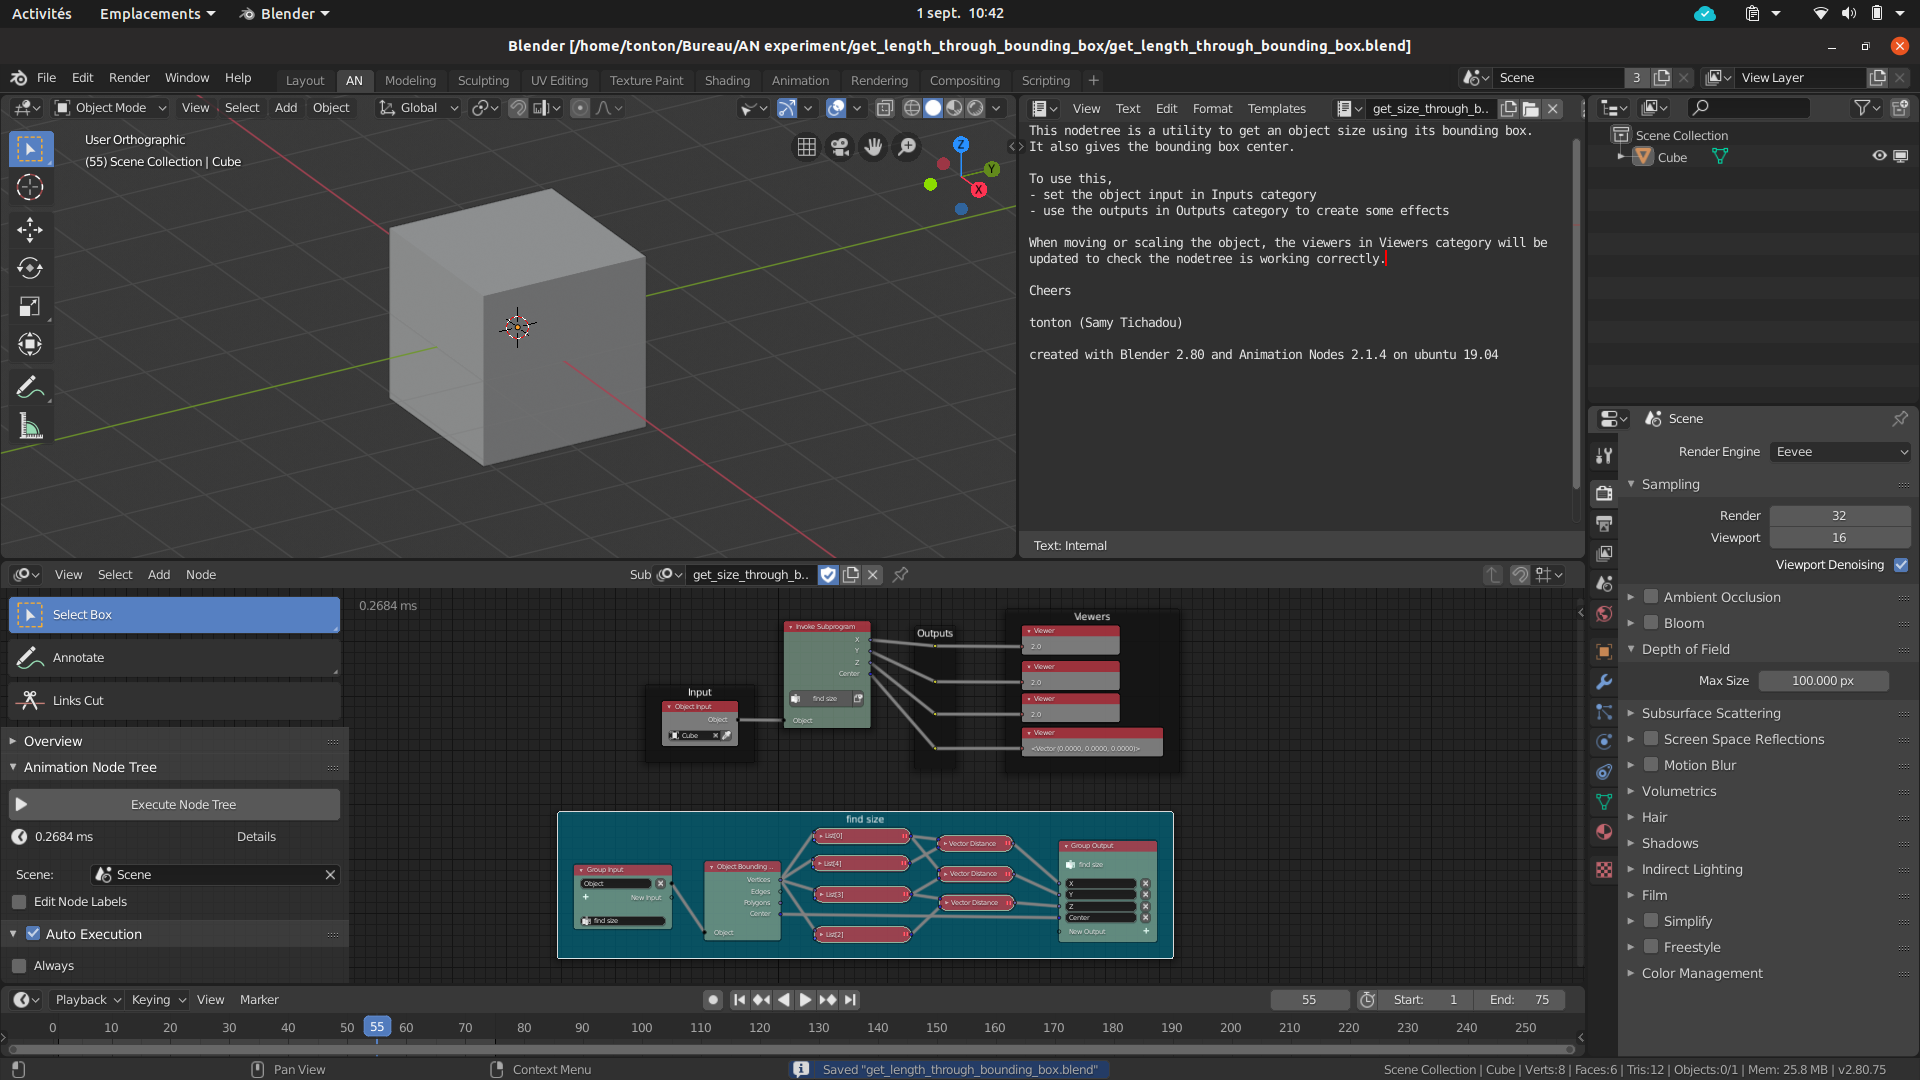 Activités
Emplacements
Blender
1 sept. 10:42
Blender [/home/tonton/Bureau/AN experiment/get_length_through_bounding_box/get_length_through_bounding_box.blend]
File Edit Render Window Help
Layout AN Modeling Sculpting UV Editing Texture Paint Shading Animation Rendering Compositing Scripting +
Scene 3
View Layer
Object Mode View Select Add Object Global
User Orthographic
(55) Scene Collection | Cube
Z
Y
X
View Text Edit Format Templates get_size_through_b..
This nodetree is a utility to get an object size using its bounding box.
It also gives the bounding box center.
To use this,
- set the object input in Inputs category
- use the outputs in Outputs category to create some effects
When moving or scaling the object, the viewers in Viewers category will be
updated to check the nodetree is working correctly.
Cheers
tonton (Samy Tichadou)
created with Blender 2.80 and Animation Nodes 2.1.4 on ubuntu 19.04
Text: Internal
Scene Collection
Cube
Scene
Render Engine Eevee
Sampling
Render 32
Viewport 16
Viewport Denoising
Ambient Occlusion
Bloom
Depth of Field
Max Size 100.000 px
Subsurface Scattering
Screen Space Reflections
Motion Blur
Volumetrics
Hair
Shadows
Indirect Lighting
Film
Simplify
Freestyle
Color Management
View Select Add Node
Sub get_size_through_b..
Select Box
Annotate
Links Cut
Overview
Animation Node Tree
Execute Node Tree
0.2684 ms Details
Scene: Scene
Edit Node Labels
Auto Execution
Always
0.2684 ms
Input
Object Input
Object
Cube
Invoke Subprogram
X
Y
Z
Center
find size
Object
Outputs
Viewers
Viewer
2.0
Viewer
2.0
Viewer
2.0
Viewer
<Vector (0.0000, 0.0000, 0.0000)>
find size
Group Input
Object
New Input
find size
Object Bounding ...
Vertices
Edges
Polygons
Center
Object
List[0]
List[4]
List[3]
List[2]
Vector Distance
Vector Distance
Vector Distance
Group Output
find size
X
Y
Z
Center
New Output
Playback Keying View Marker
55 Start: 1 End: 75
0 10 20 30 40 50 55 60 70 80 90 100 110 120 130 140 150 160 170 180 190 200 210 220 230 240 250
Pan View
Context Menu
Saved "get_length_through_bounding_box.blend"
Scene Collection | Cube | Verts:8 | Faces:6 | Tris:12 | Objects:0/1 | Mem: 25.8 MB | v2.80.75